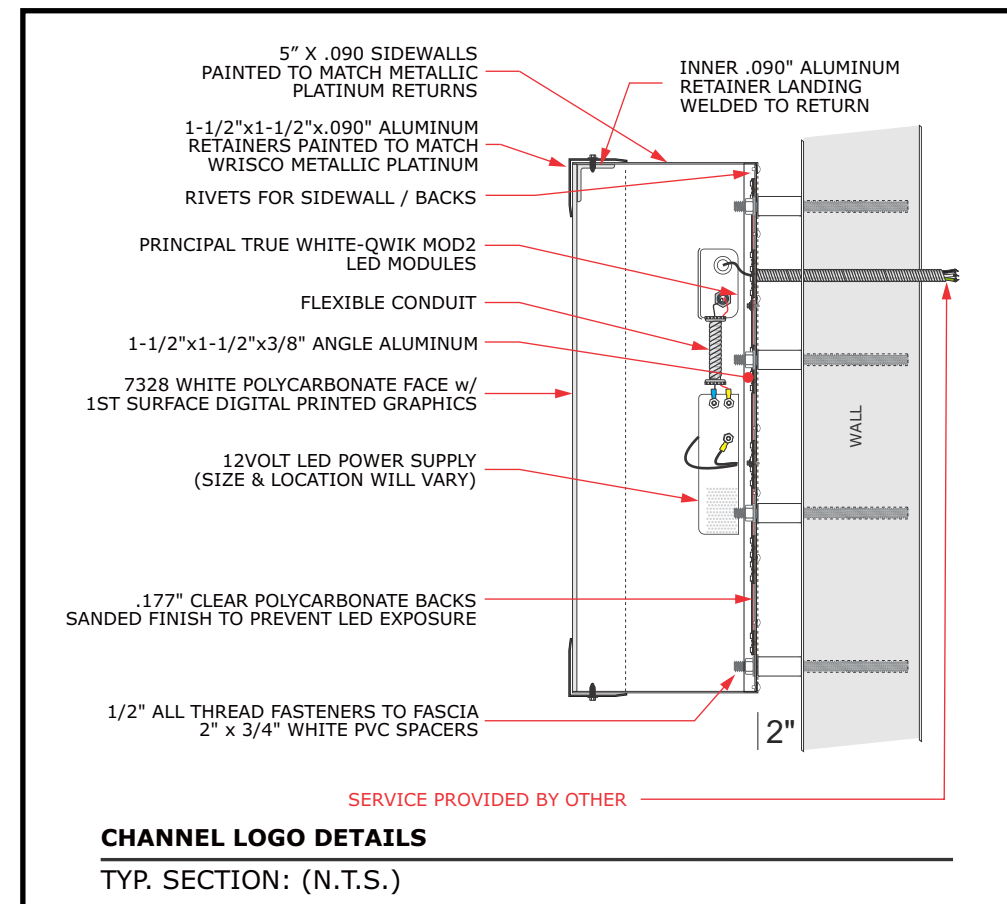 5” X .090 SIDEWALLS
PAINTED TO MATCH METALLIC
PLATINUM RETURNS
INNER .090" ALUMINUM
RETAINER LANDING
WELDED TO RETURN
1-1/2"x1-1/2"x.090" ALUMINUM
RETAINERS PAINTED TO MATCH
WRISCO METALLIC PLATINUM
RIVETS FOR SIDEWALL / BACKS
PRINCIPAL TRUE WHITE-QWIK MOD2
LED MODULES
FLEXIBLE CONDUIT
1-1/2"x1-1/2"x3/8" ANGLE ALUMINUM
7328 WHITE POLYCARBONATE FACE w/
1ST SURFACE DIGITAL PRINTED GRAPHICS
WALL
12VOLT LED POWER SUPPLY
(SIZE & LOCATION WILL VARY)
.177" CLEAR POLYCARBONATE BACKS
SANDED FINISH TO PREVENT LED EXPOSURE
1/2" ALL THREAD FASTENERS TO FASCIA
2" x 3/4" WHITE PVC SPACERS
2"
SERVICE PROVIDED BY OTHER
CHANNEL LOGO DETAILS
TYP. SECTION: (N.T.S.)